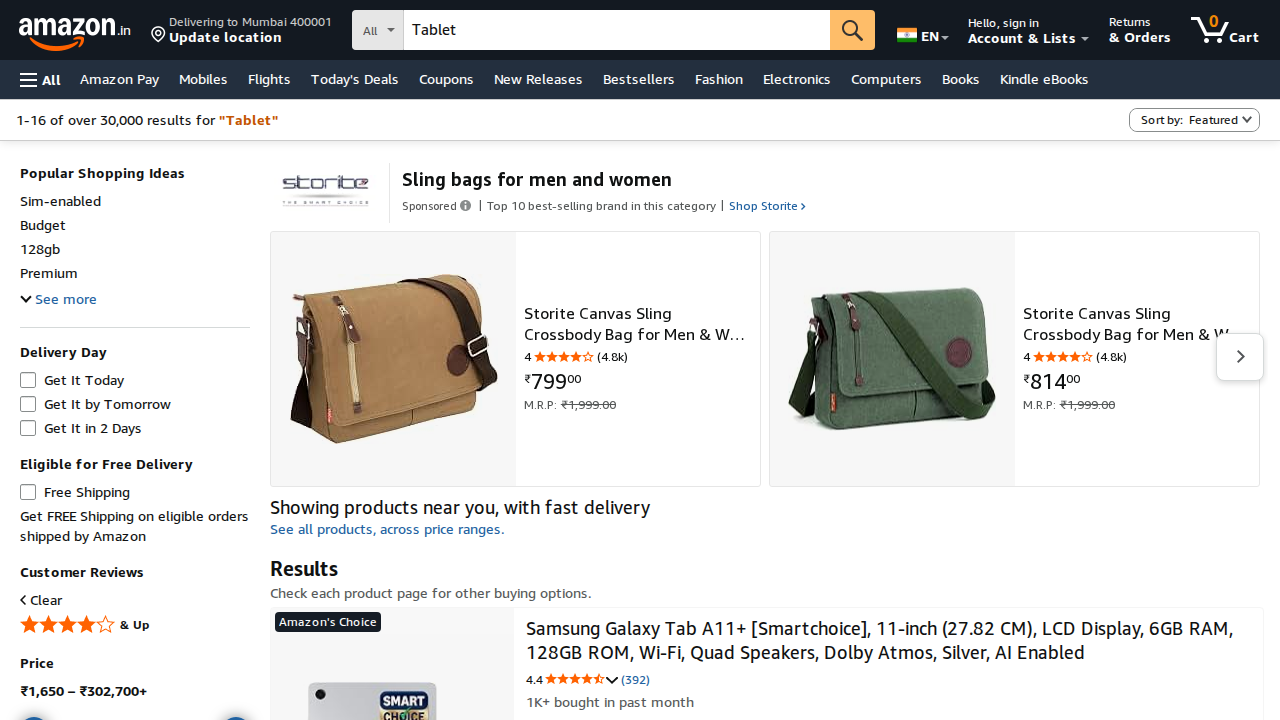 amazon.in
Delivering to Mumbai 400001
Update location
All
Tablet
EN
Hello, sign in
Account & Lists
Returns
& Orders
0
Cart
All
Amazon Pay
Mobiles
Flights
Today's Deals
Coupons
New Releases
Bestsellers
Fashion
Electronics
Computers
Books
Kindle eBooks
1-16 of over 30,000 results for "Tablet"
Sort by: Featured
Popular Shopping Ideas
Sim-enabled
Budget
128gb
Premium
See more
Delivery Day
Get It Today
Get It by Tomorrow
Get It in 2 Days
Eligible for Free Delivery
Free Shipping
Get FREE Shipping on eligible orders
shipped by Amazon
Customer Reviews
Clear
& Up
Price
₹1,650 – ₹302,700+
storite
THE SMART CHOICE
Sling bags for men and women
Sponsored | Top 10 best-selling brand in this category | Shop Storite
Storite Canvas Sling
Crossbody Bag for Men & W…
4 (4.8k)
₹79900
M.R.P: ₹1,999.00
Storite Canvas Sling
Crossbody Bag for Men & W
4 (4.8k)
₹81400
M.R.P: ₹1,999.00
Showing products near you, with fast delivery
See all products, across price ranges.
Results
Check each product page for other buying options.
Amazon's Choice
SMART
CHOICE
Samsung Galaxy Tab A11+ [Smartchoice], 11-inch (27.82 CM), LCD Display, 6GB RAM,
128GB ROM, Wi-Fi, Quad Speakers, Dolby Atmos, Silver, AI Enabled
4.4 (392)
1K+ bought in past month